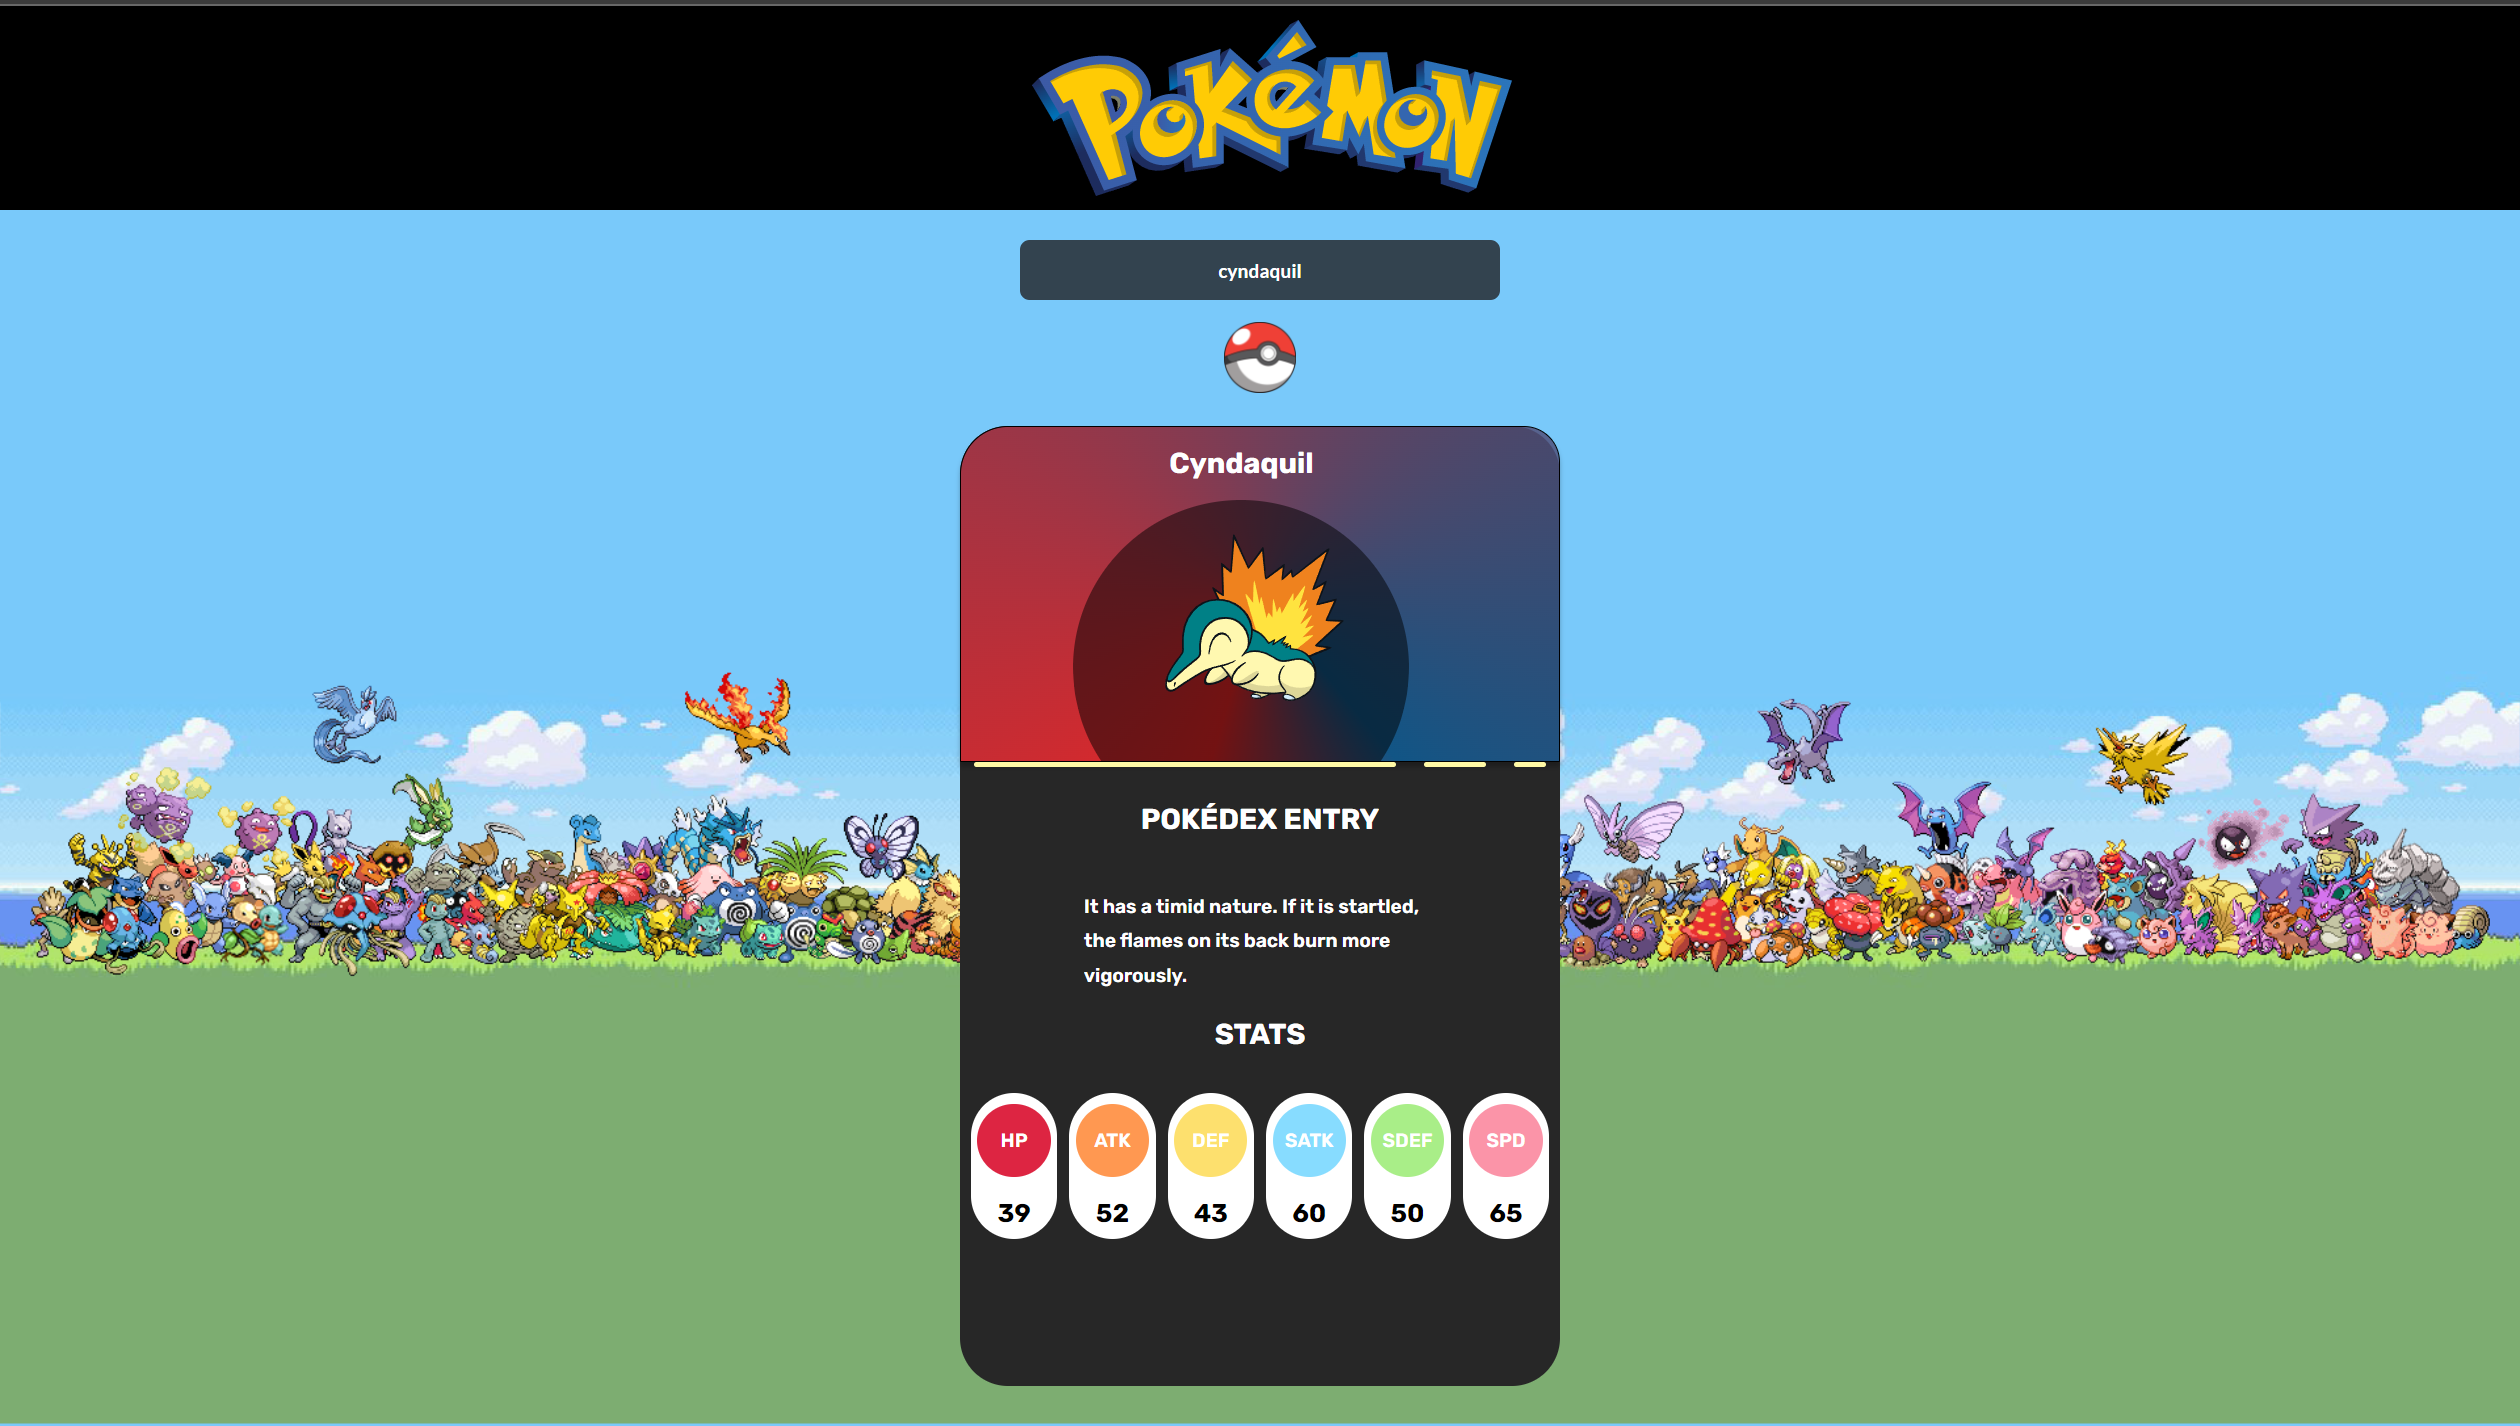 POKéMON
cyndaquil
Cyndaquil
POKÉDEX ENTRY
It has a timid nature. If it is startled,
the flames on its back burn more
vigorously.
STATS
HP ATK DEF SATK SDEF SPD
39 52 43 60 50 65